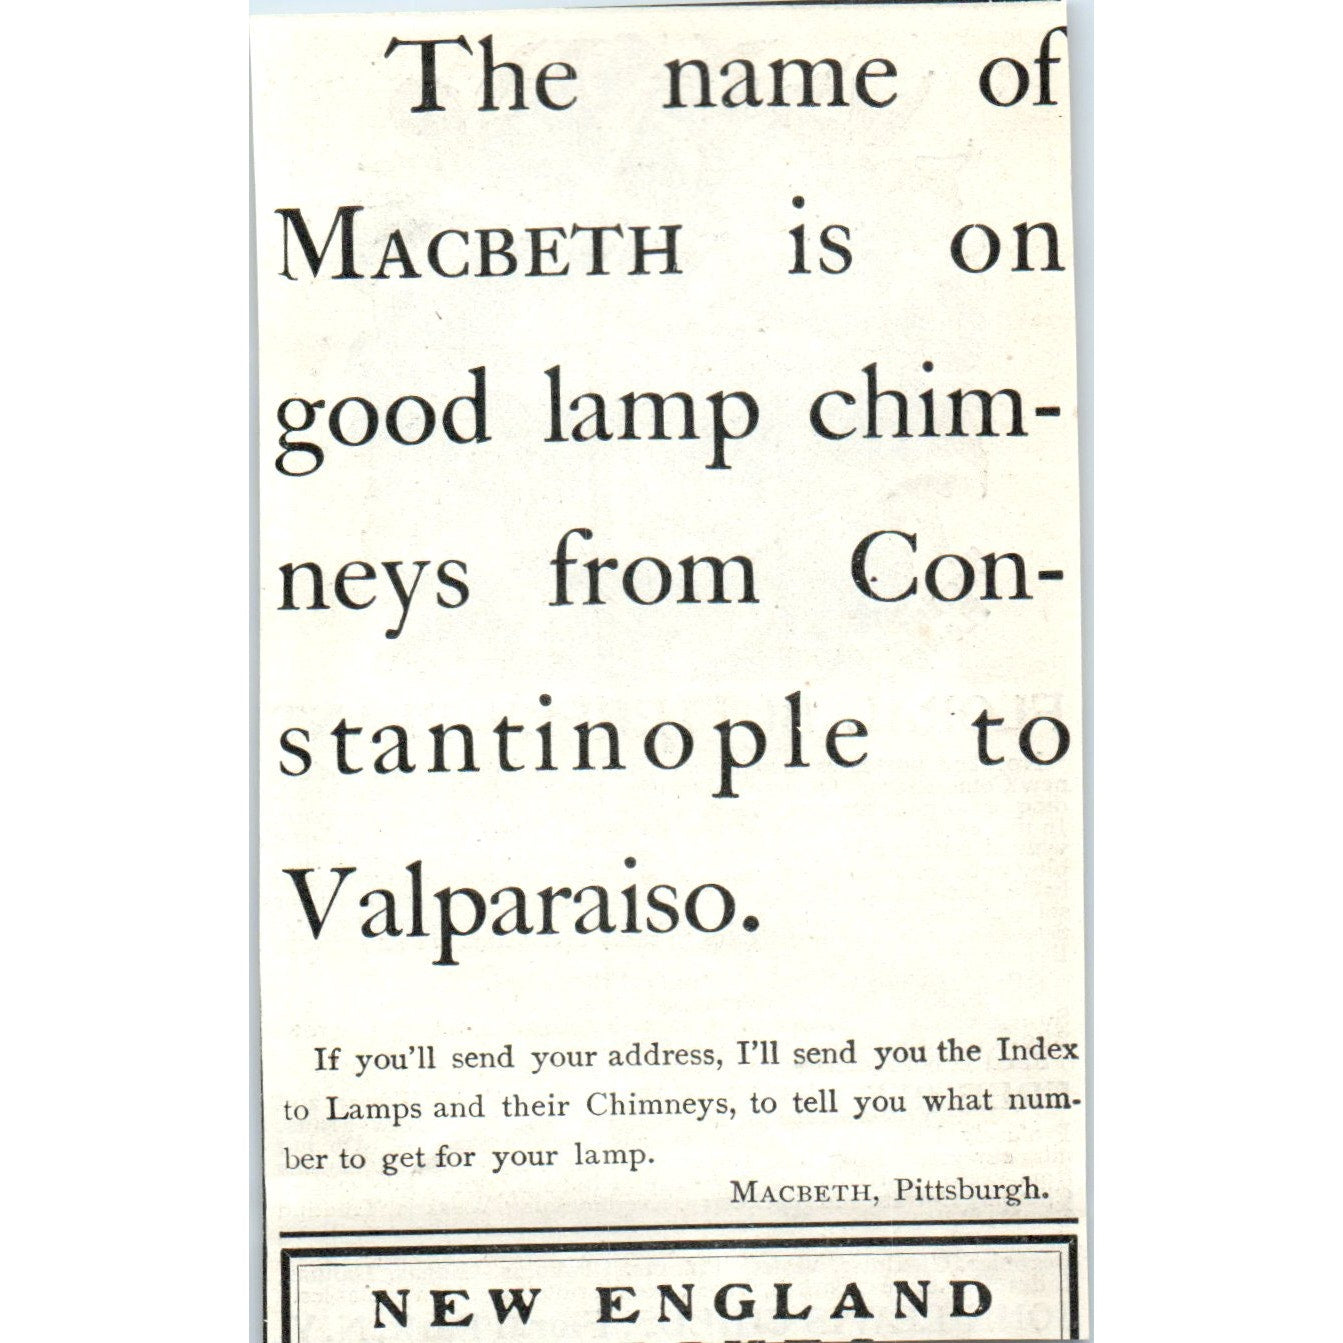 The name of
MACBETH is on
good lamp chim-
neys from Con-
stantinople to
Valparaiso.
If you'll send your address, I'll send you the Index
to Lamps and their Chimneys, to tell you what num-
ber to get for your lamp.
MACBETH, Pittsburgh.
NEW ENGLAND